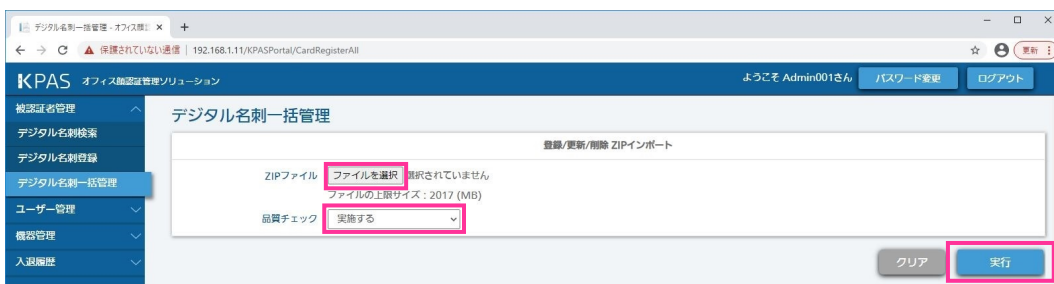 デジタル名刺一括管理 - オフィス顔 × +
保護されていない通信 | 192.168.1.11/KPASPortal/CardRegisterAll 更新
KPAS オフィス顔認証管理ソリューション ようこそ Admin001さん パスワード変更 ログアウト
被認証者管理
デジタル名刺検索
デジタル名刺登録
デジタル名刺一括管理
ユーザー管理
機器管理
入退履歴
デジタル名刺一括管理
登録/更新/削除 ZIPインポート
ZIPファイル ファイルを選択 選択されていません
ファイルの上限サイズ : 2017 (MB)
品質チェック 実施する
クリア 実行